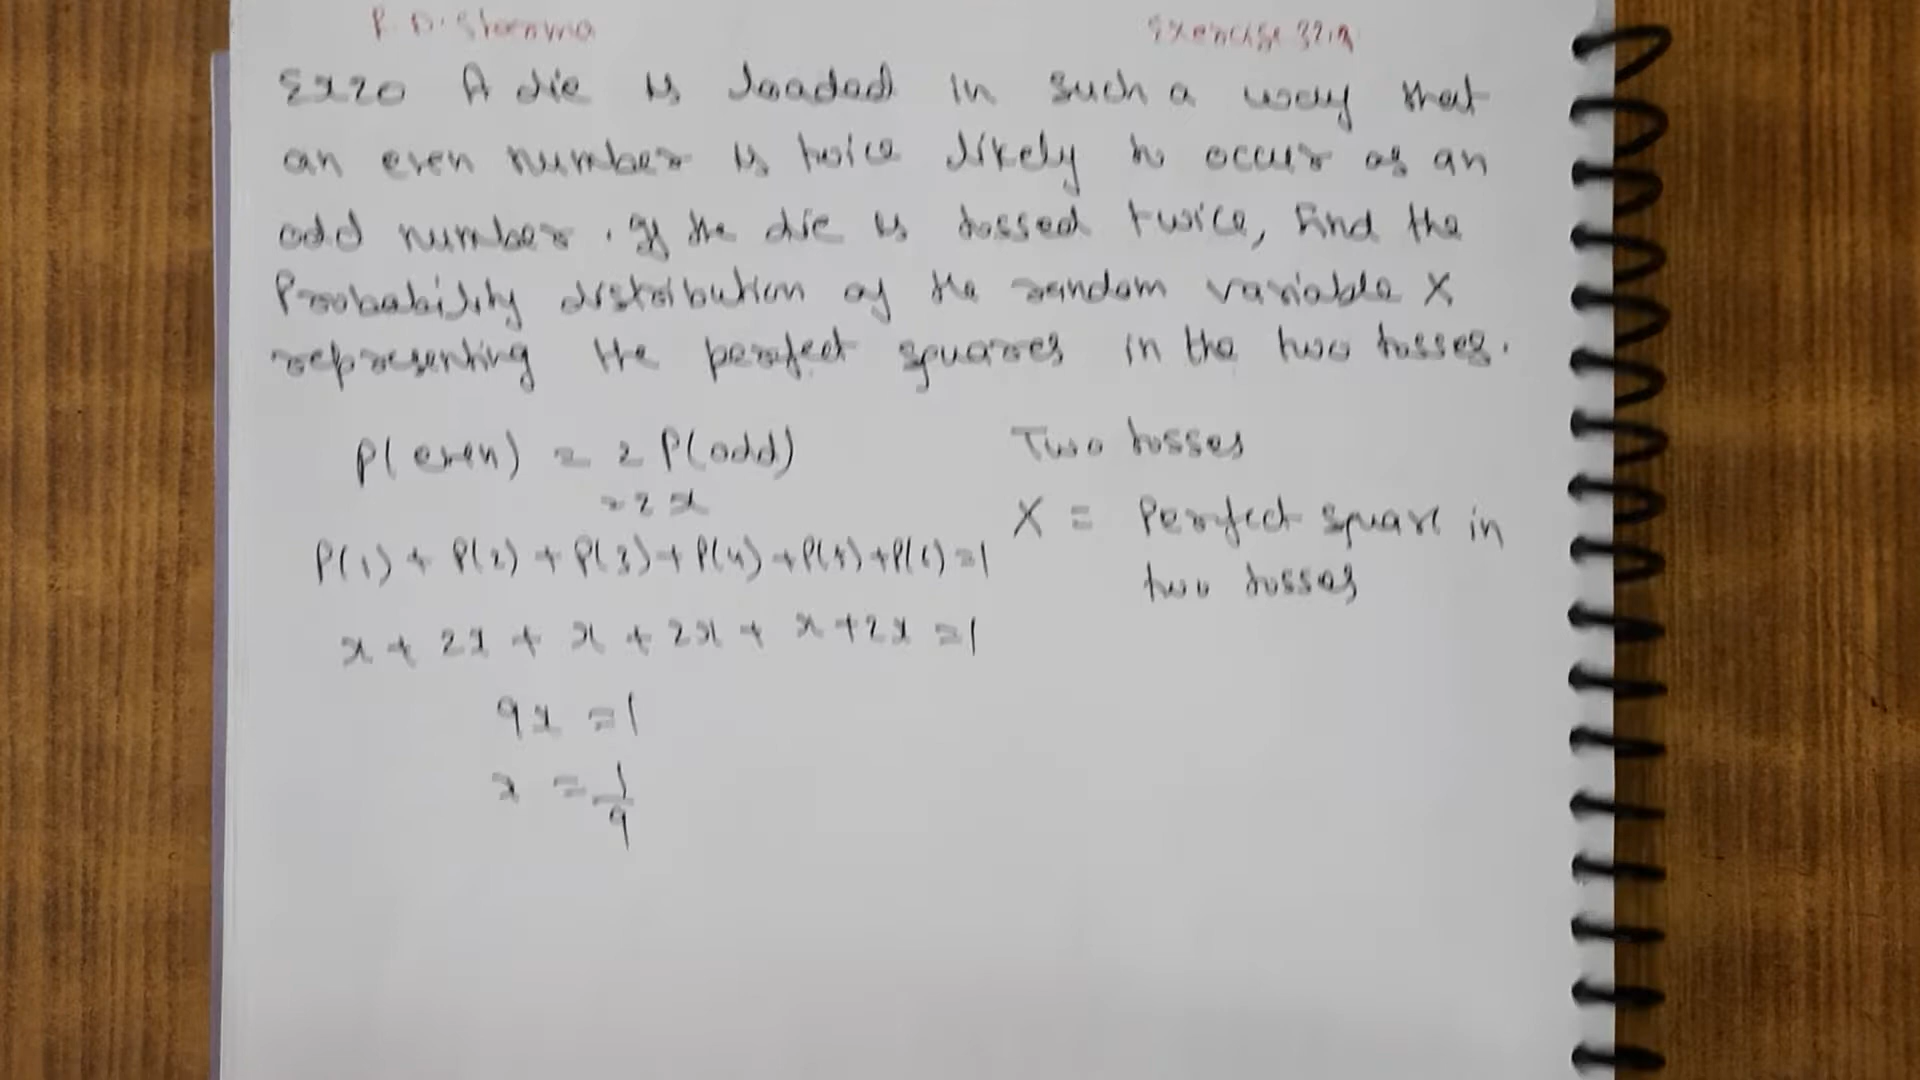 R.D. Sharma
Exercise 32.1
Ex20 A die is loaded in such a way that
an even number is twice likely to occur as an
odd number. If the die is tossed twice, find the
Probability distribution of the random variable X
representing the perfect squares in the two tosses.
P(even) = 2 P(odd)
= 2x
P(1) + P(2) + P(3) + P(4) + P(5) + P(6) = 1
x + 2x + x + 2x + x + 2x = 1
9x = 1
x = 1/9
Two tosses
X = Perfect square in
two tosses